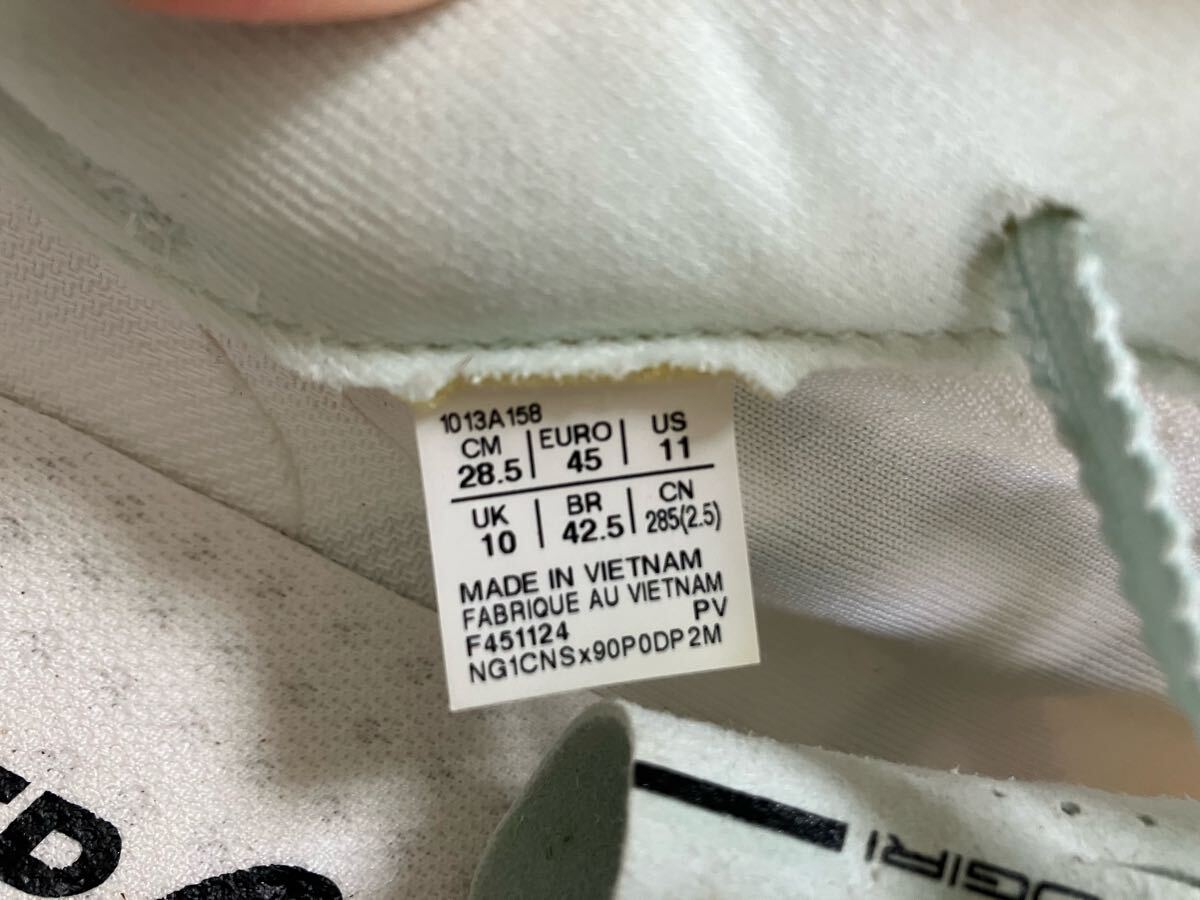 1013A158
CM | EURO | US
28.5 | 45 | 11
UK | BR | CN
10 | 42.5 | 285(2.5)
MADE IN VIETNAM
FABRIQUE AU VIETNAM
F451124 PV
NG1CNSx90P0DP2M